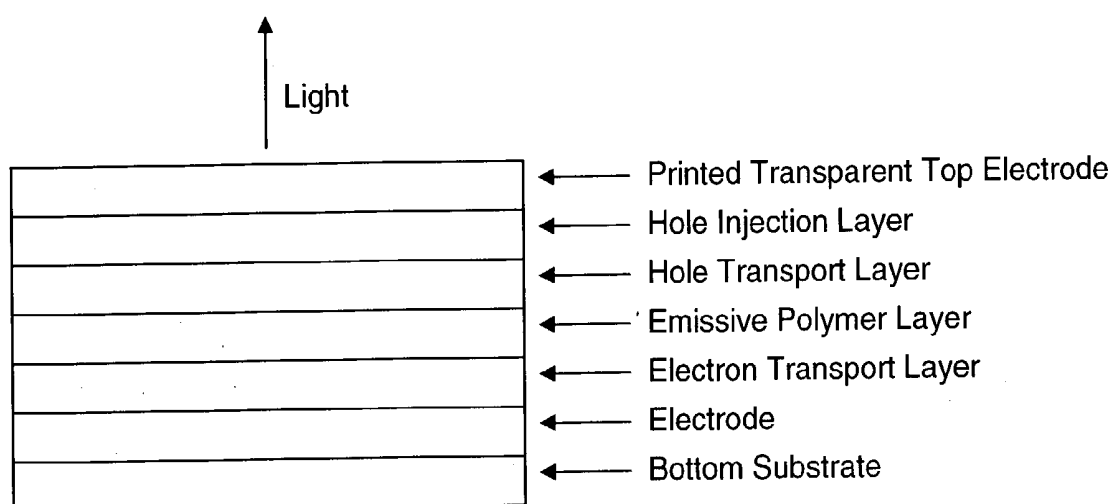 Light
Printed Transparent Top Electrode
Hole Injection Layer
Hole Transport Layer
Emissive Polymer Layer
Electron Transport Layer
Electrode
Bottom Substrate